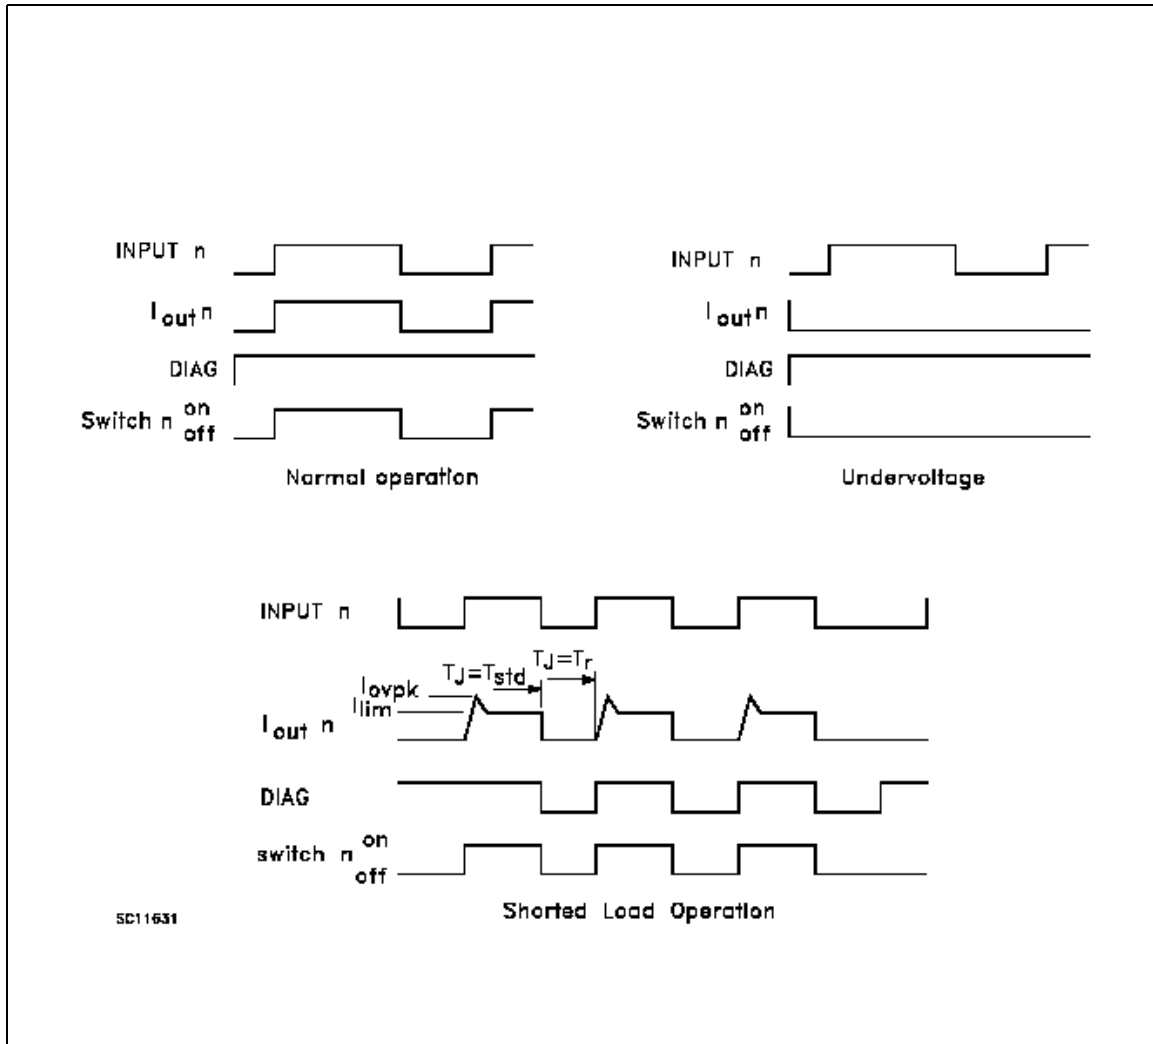 INPUT n
I out n
DIAG
Switch n on off
Normal operation
INPUT n
I out n
DIAG
Switch n on off
Undervoltage
INPUT n
TJ=Tstd TJ=Tr
Iovpk
Ilim
I out n
DIAG
switch n on off
Shorted Load Operation
SC11631